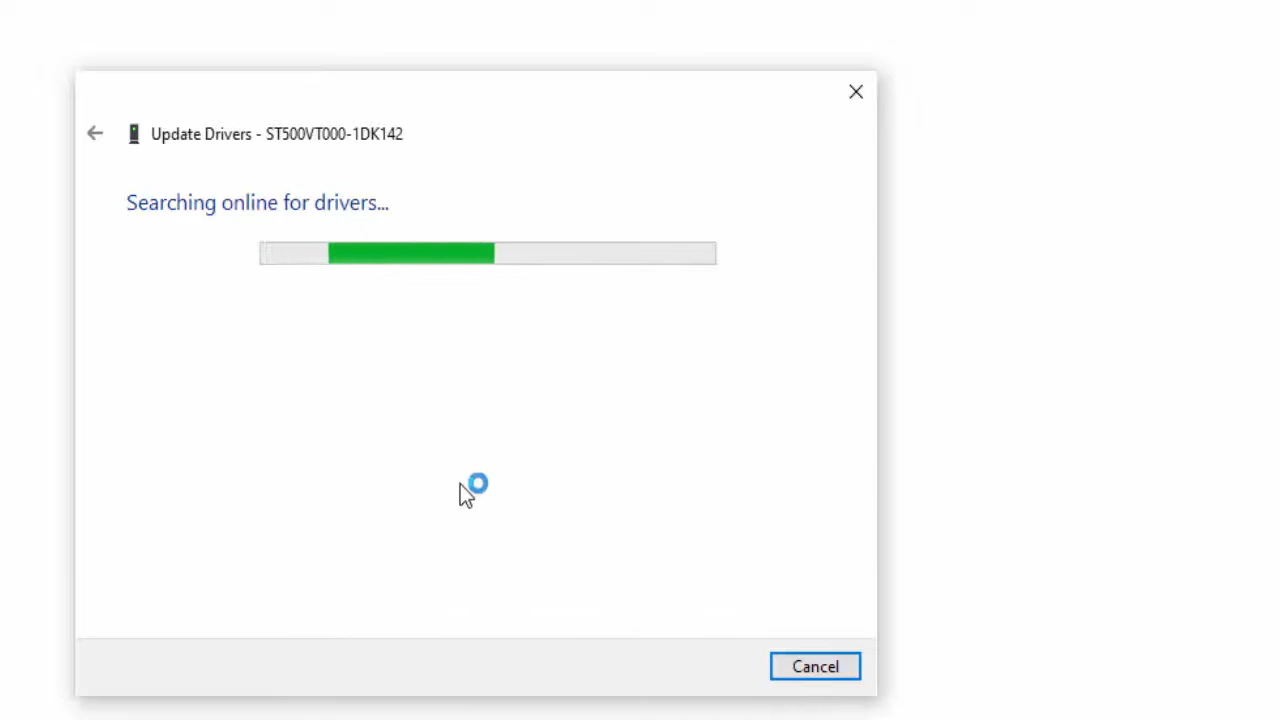 Update Drivers - ST500VT000-1DK142
Searching online for drivers...
Cancel